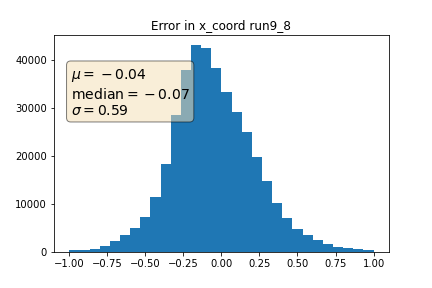 Error in x_coord run9_8
40000
30000
20000
10000
0
μ = −0.04
median = −0.07
σ = 0.59
−1.00 −0.75 −0.50 −0.25 0.00 0.25 0.50 0.75 1.00